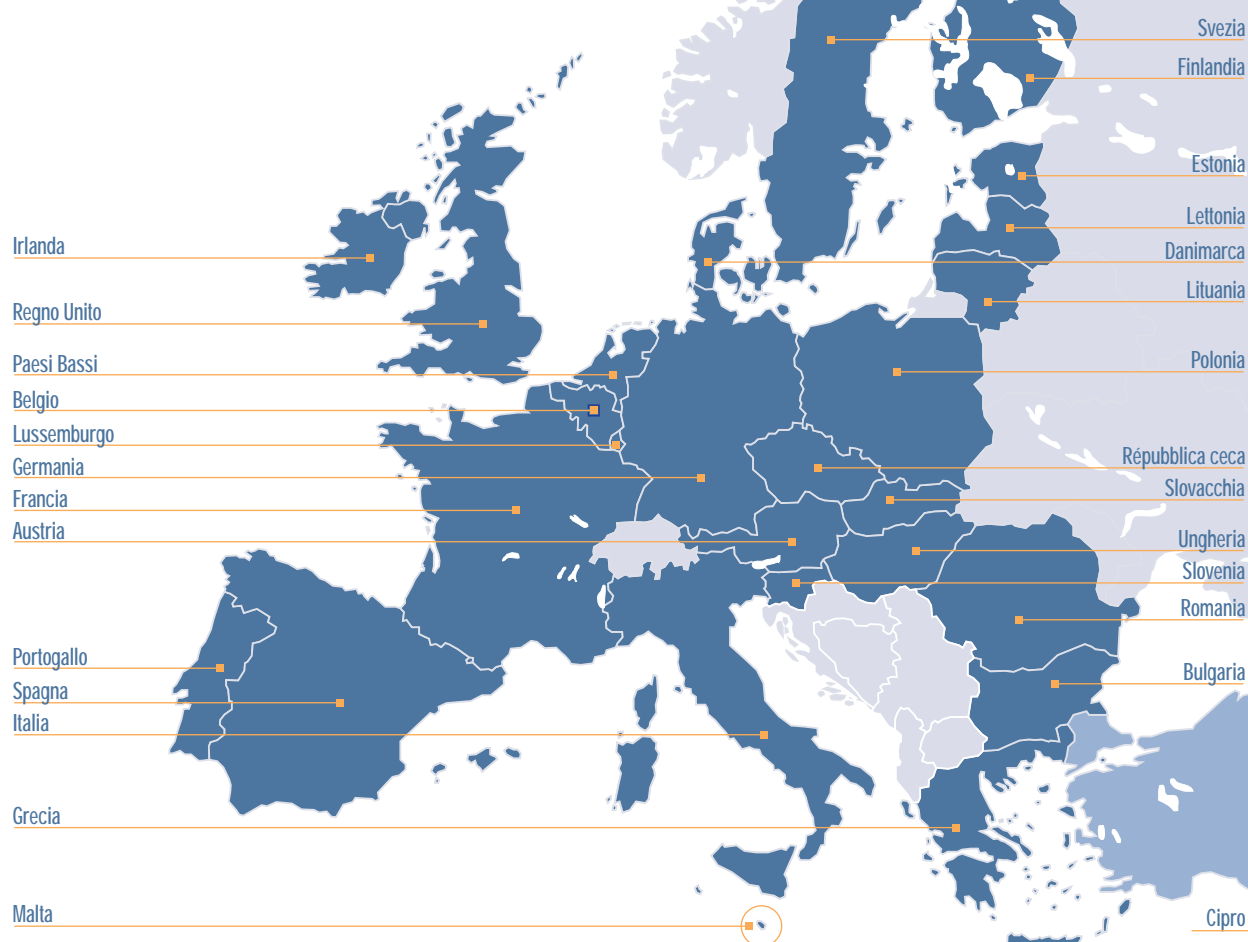 Svezia
Finlandia
Estonia
Lettonia
Danimarca
Lituania
Polonia
Répubblica ceca
Slovacchia
Ungheria
Slovenia
Romania
Bulgaria
Cipro
Irlanda
Regno Unito
Paesi Bassi
Belgio
Lussemburgo
Germania
Francia
Austria
Portogallo
Spagna
Italia
Grecia
Malta